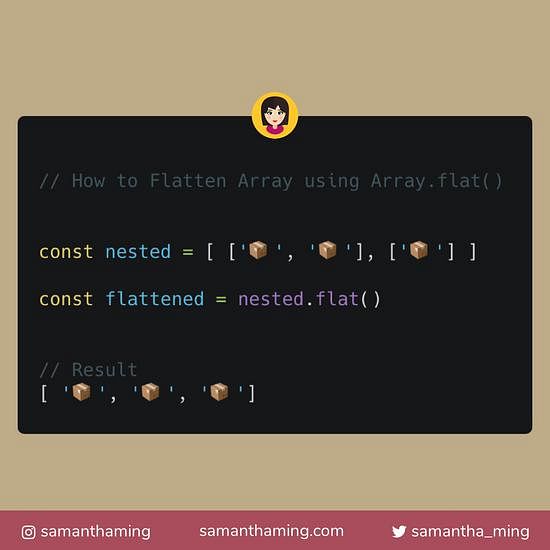 // How to Flatten Array using Array.flat()
const nested = [ ['📦 ', '📦 '], ['📦 '] ]
const flattened = nested.flat()
// Result
[ '📦 ', '📦 ', '📦 ']
samanthaming samanthaming.com samantha_ming